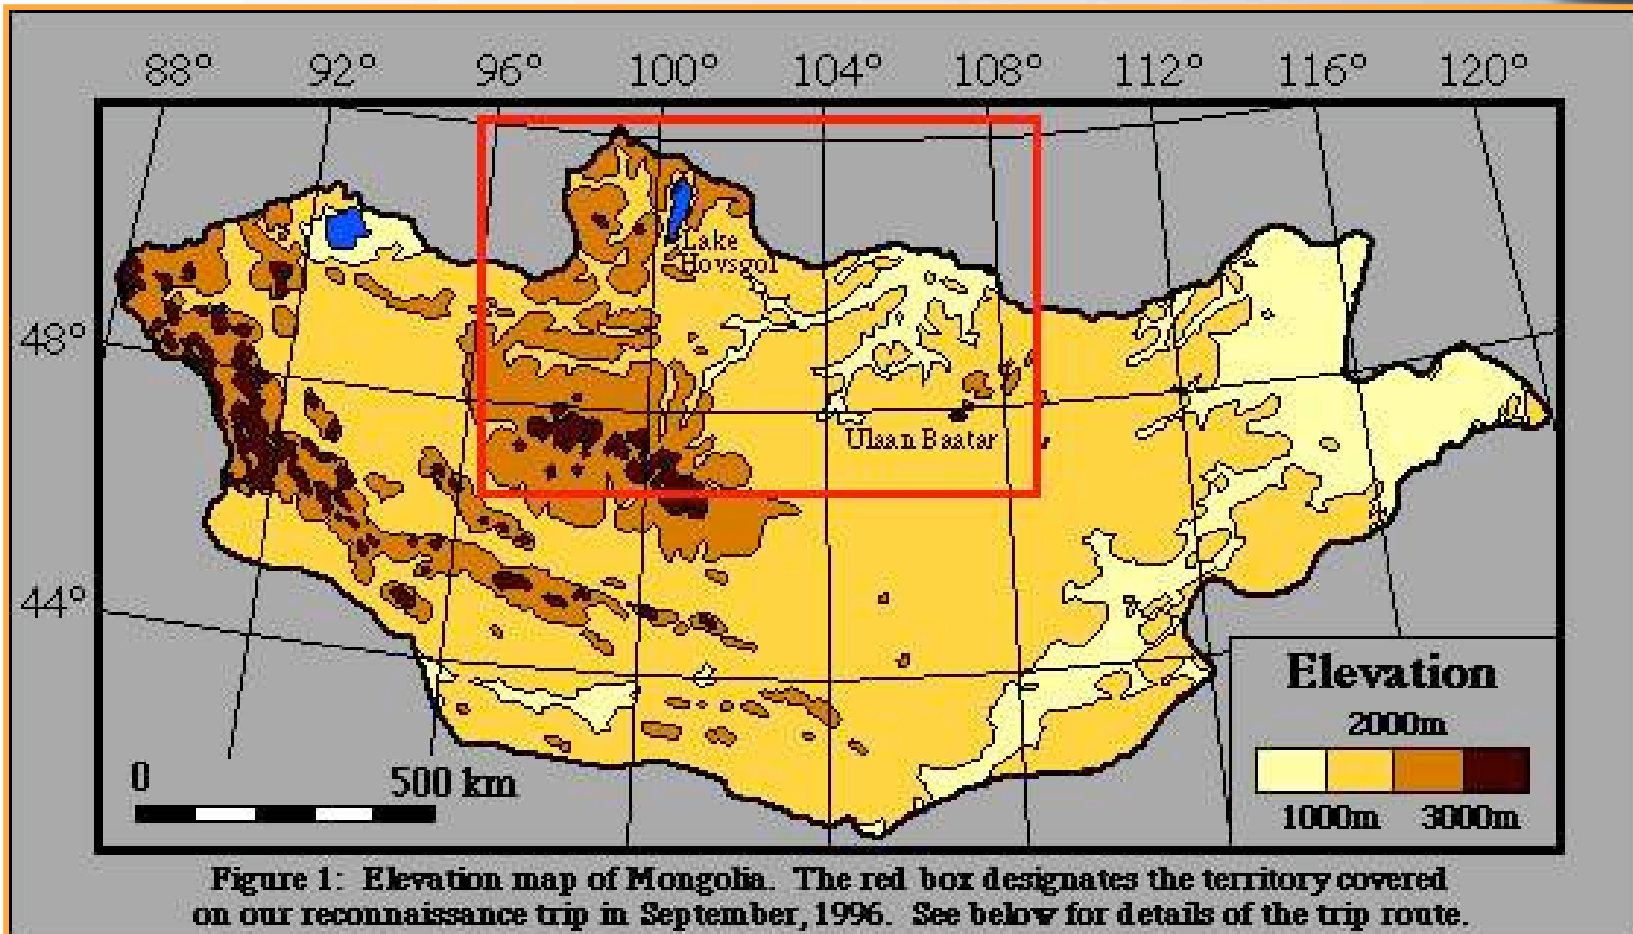 88° 92° 96° 100° 104° 108° 112° 116° 120°
Lake
Hovsgol
48°
Ulaan Baatar
44°
Elevation
2000m
0 500 km
1000m 3000m
Figure 1: Elevation map of Mongolia. The red box designates the territory covered
on our reconnaissance trip in September, 1996. See below for details of the trip route.